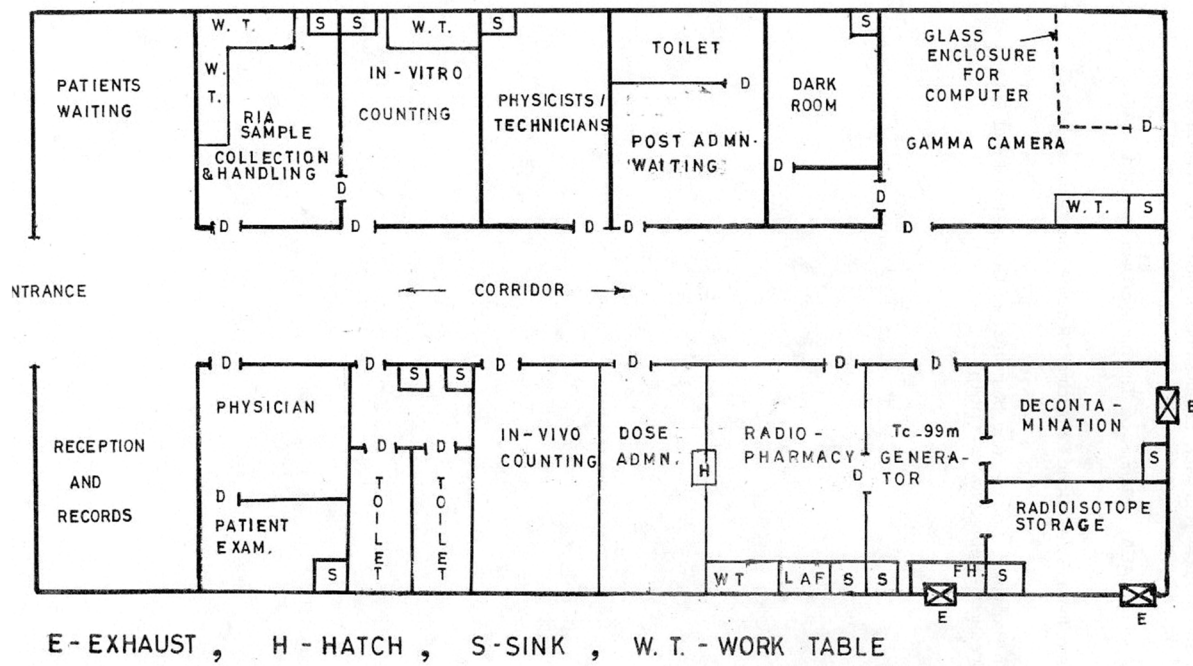 W. T.
S
S
W. T.
S
S
GLASS
ENCLOSURE
FOR
COMPUTER
TOILET
PATIENTS
WAITING
W.
T.
IN-VITRO
COUNTING
D
DARK
ROOM
PHYSICISTS/
TECHNICIANS
RIA
SAMPLE
COLLECTION
&HANDLING
POST ADMN.
WAITING
D
GAMMA CAMERA
D
D
D
W. T.
S
D
D
D
D
D
NTRANCE
CORRIDOR
D
D
D
D
D
D
S
S
PHYSICIAN
RECEPTION
AND
RECORDS
D
D
IN-VIVO
COUNTING
DOSE
ADMN.
H
RADIO-
PHARMACY
D
Tc-99m
GENERA-
TOR
DECONTA-
MINATION
E
S
D
PATIENT
EXAM.
S
TOILET
TOILET
RADIOISOTOPE
STORAGE
WT
LAF
S
S
FH.
S
E
E
E-EXHAUST , H-HATCH , S-SINK , W. T.-WORK TABLE